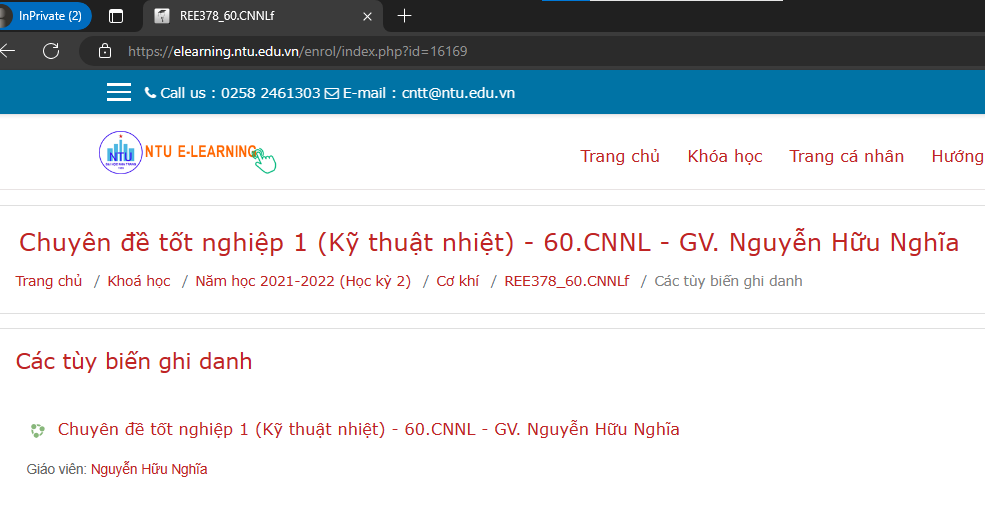 InPrivate (2)
REE378_60.CNNLf
https://elearning.ntu.edu.vn/enrol/index.php?id=16169
Call us : 0258 2461303 E-mail : cntt@ntu.edu.vn
NTU
NTU E-LEARNING
Trang chủ Khóa học Trang cá nhân Hướng
Chuyên đề tốt nghiệp 1 (Kỹ thuật nhiệt) - 60.CNNL - GV. Nguyễn Hữu Nghĩa
Trang chủ / Khoá học / Năm học 2021-2022 (Học kỳ 2) / Cơ khí / REE378_60.CNNLf / Các tùy biến ghi danh
Các tùy biến ghi danh
Chuyên đề tốt nghiệp 1 (Kỹ thuật nhiệt) - 60.CNNL - GV. Nguyễn Hữu Nghĩa
Giáo viên: Nguyễn Hữu Nghĩa